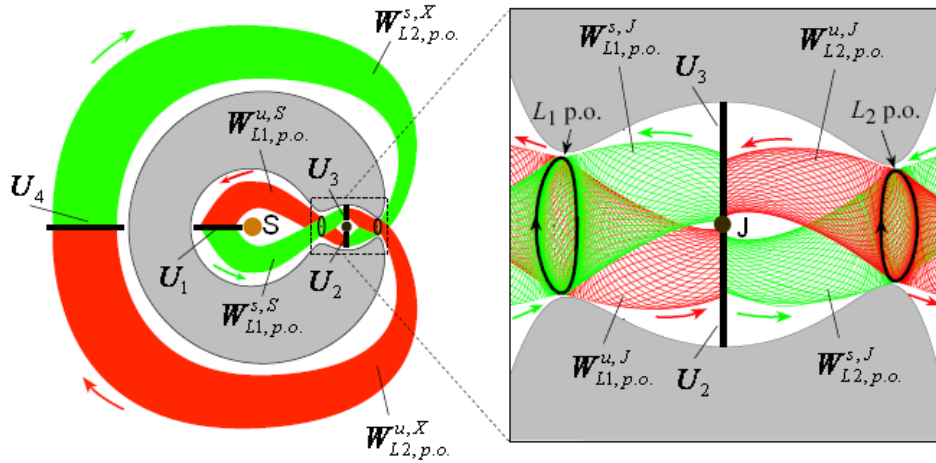 W^{s,X}_{L2,p.o.}
W^{u,S}_{L1,p.o.}
U_4
U_3
S
U_1
U_2
W^{s,S}_{L1,p.o.}
W^{u,X}_{L2,p.o.}
W^{s,J}_{L1,p.o.}
W^{u,J}_{L2,p.o.}
U_3
L_1 p.o.
L_2 p.o.
J
W^{u,J}_{L1,p.o.}
U_2
W^{s,J}_{L2,p.o.}